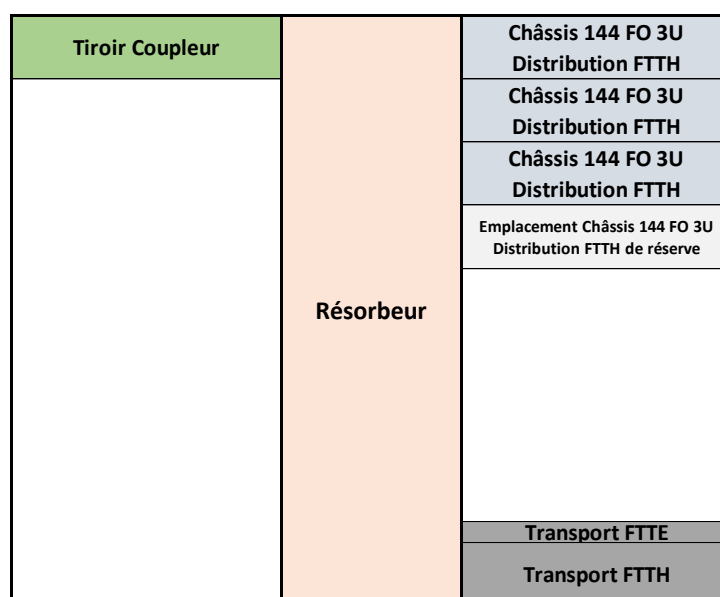 Tiroir Coupleur
Résorbeur
Châssis 144 FO 3U
Distribution FTTH
Châssis 144 FO 3U
Distribution FTTH
Châssis 144 FO 3U
Distribution FTTH
Emplacement Châssis 144 FO 3U
Distribution FTTH de réserve
Transport FTTE
Transport FTTH